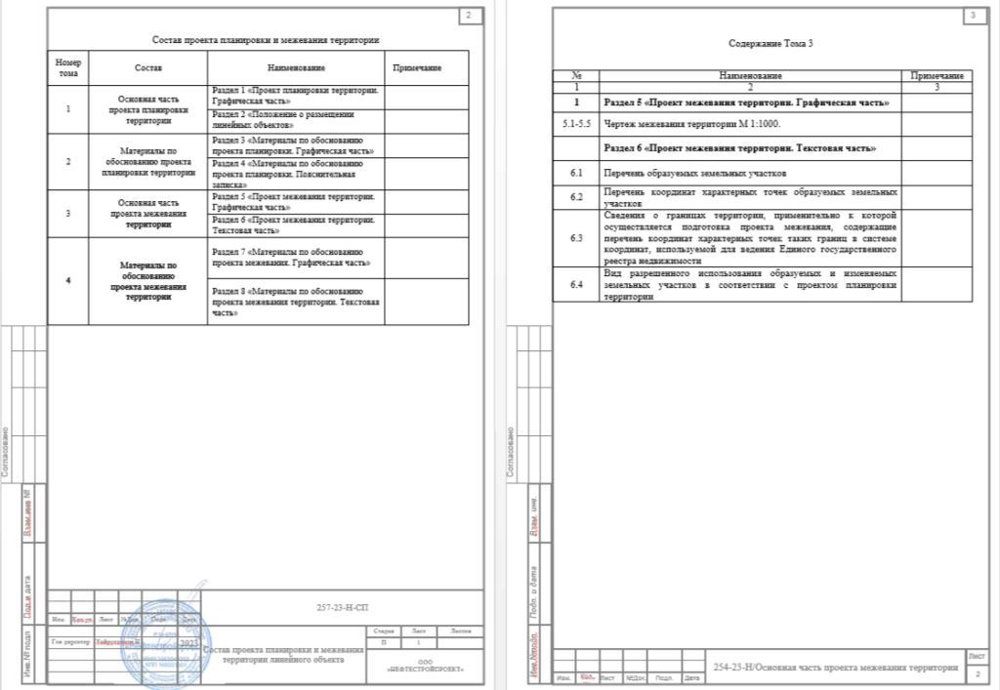 2
Состав проекта планировки и межевания территории
Номер тома
Состав
Наименование
Примечание
1
Основная часть
проекта планировки
территории
Раздел 1 «Проект планировки территории.
Графическая часть»
Раздел 2 «Положение о размещении
линейных объектов»
2
Материалы по
обоснованию проекта
планировки территории
Раздел 3 «Материалы по обоснованию
проекта планировки. Графическая часть»
Раздел 4 «Материалы по обоснованию
проекта планировки. Пояснительная
записка»
3
Основная часть
проекта межевания
территории
Раздел 5 «Проект межевания территории.
Графическая часть»
Раздел 6 «Проект межевания территории.
Текстовая часть»
4
Материалы по
обоснованию
проекта межевания
территории
Раздел 7 «Материалы по обоснованию
проекта межевания. Графическая часть»
Раздел 8 «Материалы по обоснованию
проекта межевания территории. Текстовая
часть»
Согласовано
Взам.инв №
Под.и дата
Инв.№ подл
257-23-Н-СП
Изм.
Кол.уч.
Лист
№Док.
Подп.
Дата
Ген директор
2023
Состав проекта планировки и межевания
территории линейного объекта
Стадия
Лист
Листов
П
1
ООО
«НЕФТЕСТРОЙПРОЕКТ»
3
Содержание Тома 3
№
Наименование
Примечание
1
2
3
1
Раздел 5 «Проект межевания территории. Графическая часть»
5.1-5.5
Чертеж межевания территории М 1:1000.
Раздел 6 «Проект межевания территории. Текстовая часть»
6.1
Перечень образуемых земельных участков
6.2
Перечень координат характерных точек образуемых земельных
участков
6.3
Сведения о границах территории, применительно к которой
осуществляется подготовка проекта межевания, содержащие
перечень координат характерных точек таких границ в системе
координат, используемой для ведения Единого государственного
реестра недвижимости
6.4
Вид разрешенного использования образуемых и изменяемых
земельных участков в соответствии с проектом планировки
территории
Согласовано
Взам. инв.
Подп. и дата
Инв.№подл.
Изм.
Кол.
Лист
№Док.
Подп.
Дата
254-23-Н/Основная часть проекта межевания территории
Лист
2